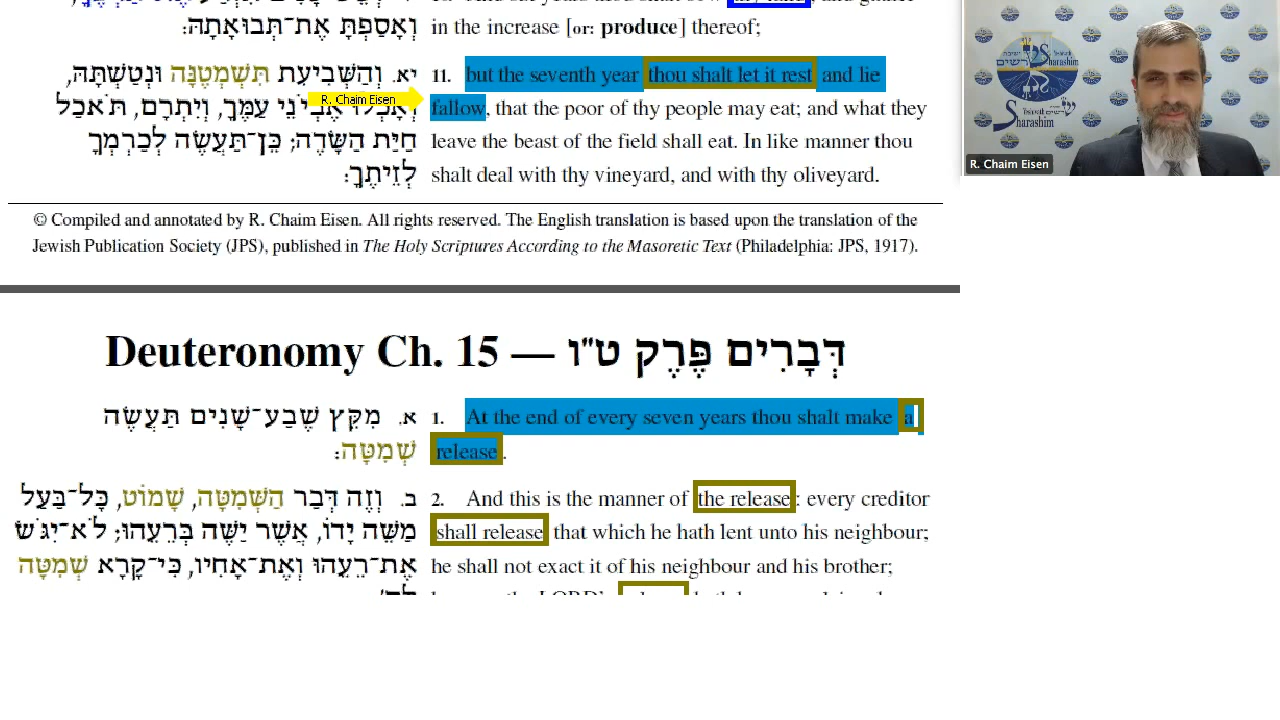 וְאָסַפְתָּ אֶת־תְּבוּאָתָהּ:
in the increase [or: produce] thereof;
יא. וְהַשְּׁבִיעִת תִּשְׁמְטֶנָּה וּנְטַשְׁתָּהּ,
וְאָכְלוּ אֶבְיֹנֵי עַמֶּךָ, וְיִתְרָם, תֹּאכַל
חַיַּת הַשָּׂדֶה; כֵּן־תַּעֲשֶׂה לְכַרְמְךָ
לְזֵיתֶךָ:
R. Chaim Eisen
11. but the seventh year thou shalt let it rest and lie
fallow, that the poor of thy people may eat; and what they
leave the beast of the field shall eat. In like manner thou
shalt deal with thy vineyard, and with thy oliveyard.
© Compiled and annotated by R. Chaim Eisen. All rights reserved. The English translation is based upon the translation of the
Jewish Publication Society (JPS), published in The Holy Scriptures According to the Masoretic Text (Philadelphia: JPS, 1917).
Deuteronomy Ch. 15 — דְּבָרִים פֶּרֶק ט"ו
א. מִקֵּץ שֶׁבַע־שָׁנִים תַּעֲשֶׂה
שְׁמִטָּה:
1. At the end of every seven years thou shalt make a
release.
ב. וְזֶה דְּבַר הַשְּׁמִטָּה, שָׁמוֹט, כָּל־בַּעַל
מַשֵּׁה יָדוֹ, אֲשֶׁר יַשֶּׁה בְּרֵעֵהוּ; לֹא־יִגֹּשׂ
אֶת־רֵעֵהוּ וְאֶת־אָחִיו, כִּי־קָרָא שְׁמִטָּה
2. And this is the manner of the release: every creditor
shall release that which he hath lent unto his neighbour;
he shall not exact it of his neighbour and his brother;
Sharashim
R. Chaim Eisen